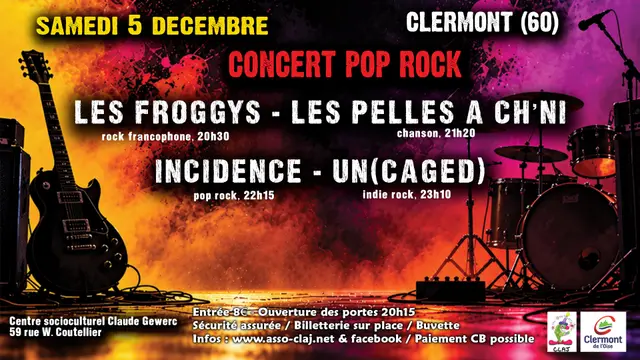 SAMEDI 5 DECEMBRE
CLERMONT (60)
CONCERT POP ROCK
LES FROGGYS - LES PELLES A CH'NI
rock francophone, 20h30
chanson, 21h20
INCIDENCE - UN(CAGED)
pop rock, 22h15
indie rock, 23h10
Centre socioculturel Claude Gewerc
59 rue W. Coutellier
Entrée 8€ -Ouverture des portes 20h15
Sécurité assurée / Billetterie sur place / Buvette
Infos : www.asso-claj.net & facebook / Paiement CB possible
CLAJ
Clermont
de l'Oise